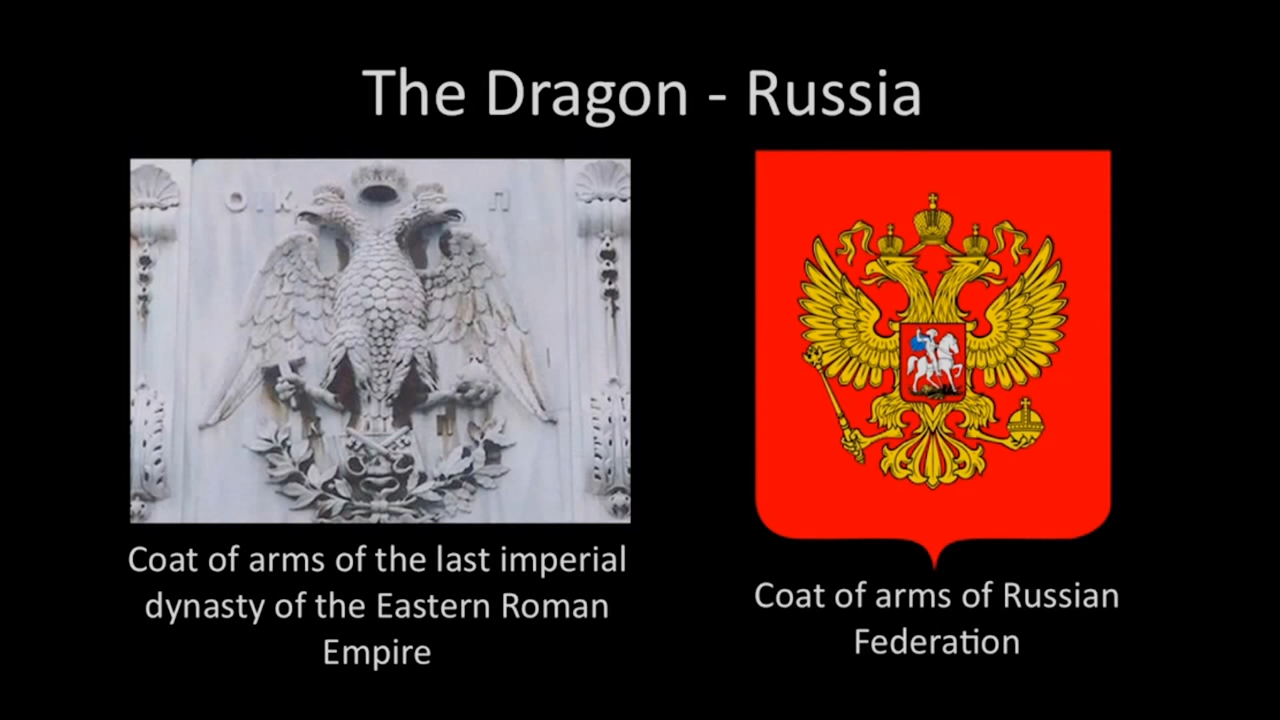 The Dragon - Russia
Ο Ι Κ Π
Coat of arms of the last imperial
dynasty of the Eastern Roman
Empire
Coat of arms of Russian
Federation